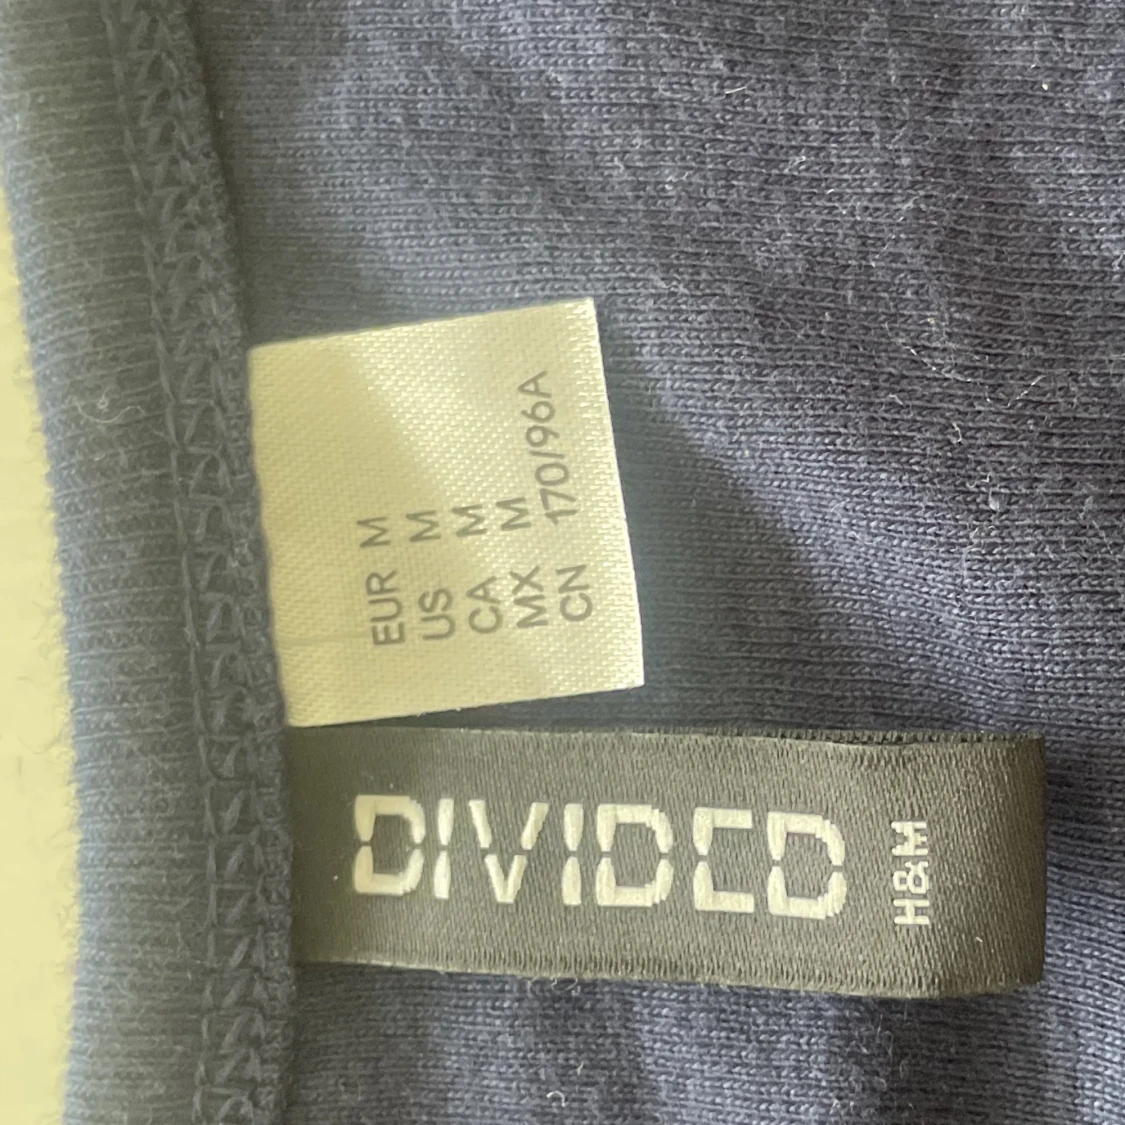 EUR M
US M
CA M
MX M
CN 170/96A
DIVIDED
H&M